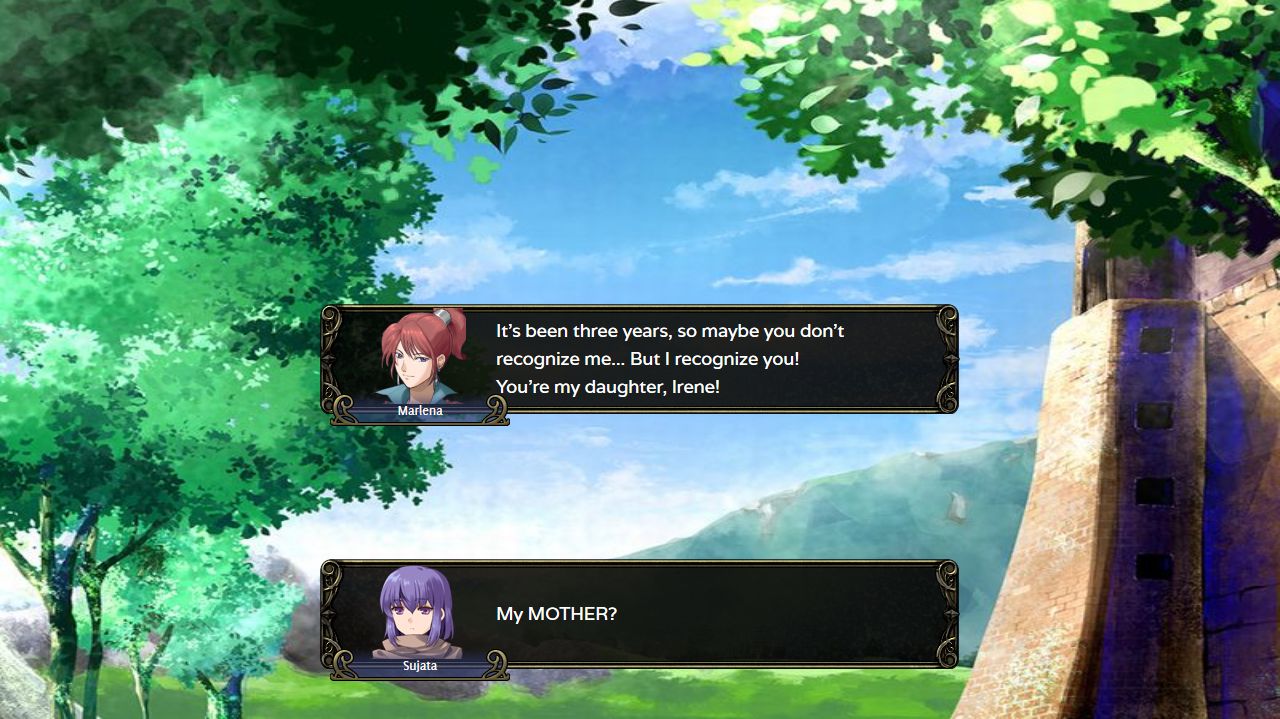 It’s been three years, so maybe you don’t
recognize me... But I recognize you!
You’re my daughter, Irene!
Marlena
My MOTHER?
Sujata